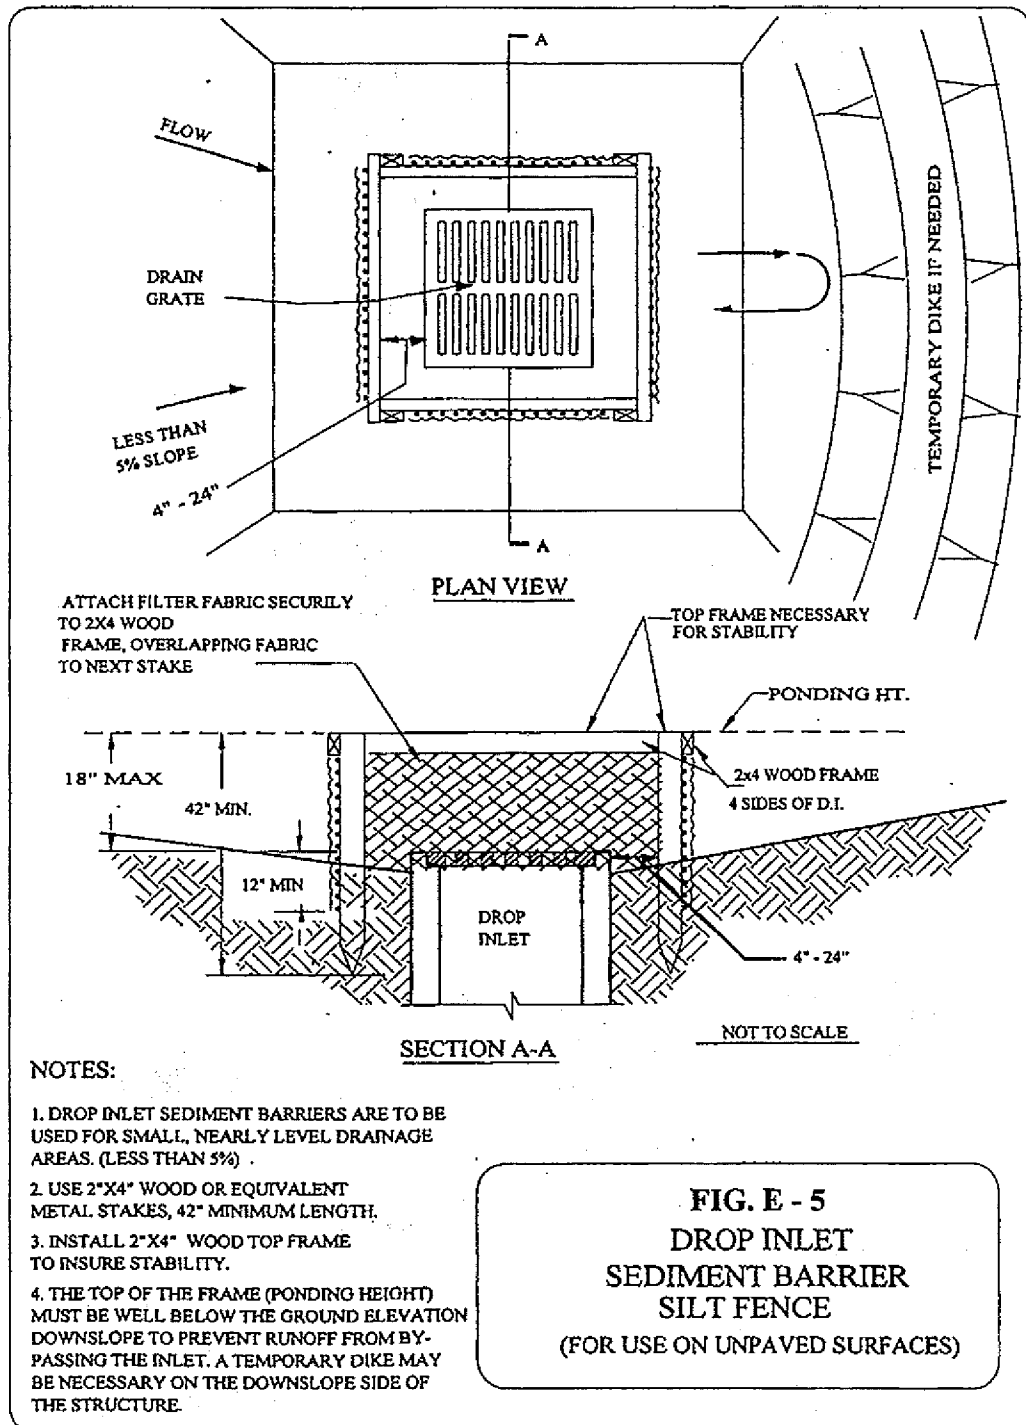 A
FLOW
DRAIN
GRATE
LESS THAN
5% SLOPE
4" - 24"
TEMPORARY DIKE IF NEEDED
A
PLAN VIEW
ATTACH FILTER FABRIC SECURILY
TO 2X4 WOOD
FRAME, OVERLAPPING FABRIC
TO NEXT STAKE
TOP FRAME NECESSARY
FOR STABILITY
PONDING HT.
18" MAX
42" MIN.
12" MIN
2x4 WOOD FRAME
4 SIDES OF D.I.
DROP
INLET
4" - 24"
SECTION A-A
NOT TO SCALE
NOTES:
1. DROP INLET SEDIMENT BARRIERS ARE TO BE
USED FOR SMALL, NEARLY LEVEL DRAINAGE
AREAS. (LESS THAN 5%) .
2. USE 2"X4" WOOD OR EQUIVALENT
METAL STAKES, 42" MINIMUM LENGTH.
3. INSTALL 2"X4" WOOD TOP FRAME
TO INSURE STABILITY.
4. THE TOP OF THE FRAME (PONDING HEIGHT)
MUST BE WELL BELOW THE GROUND ELEVATION
DOWNSLOPE TO PREVENT RUNOFF FROM BY-
PASSING THE INLET. A TEMPORARY DIKE MAY
BE NECESSARY ON THE DOWNSLOPE SIDE OF
THE STRUCTURE.
FIG. E - 5
DROP INLET
SEDIMENT BARRIER
SILT FENCE
(FOR USE ON UNPAVED SURFACES)